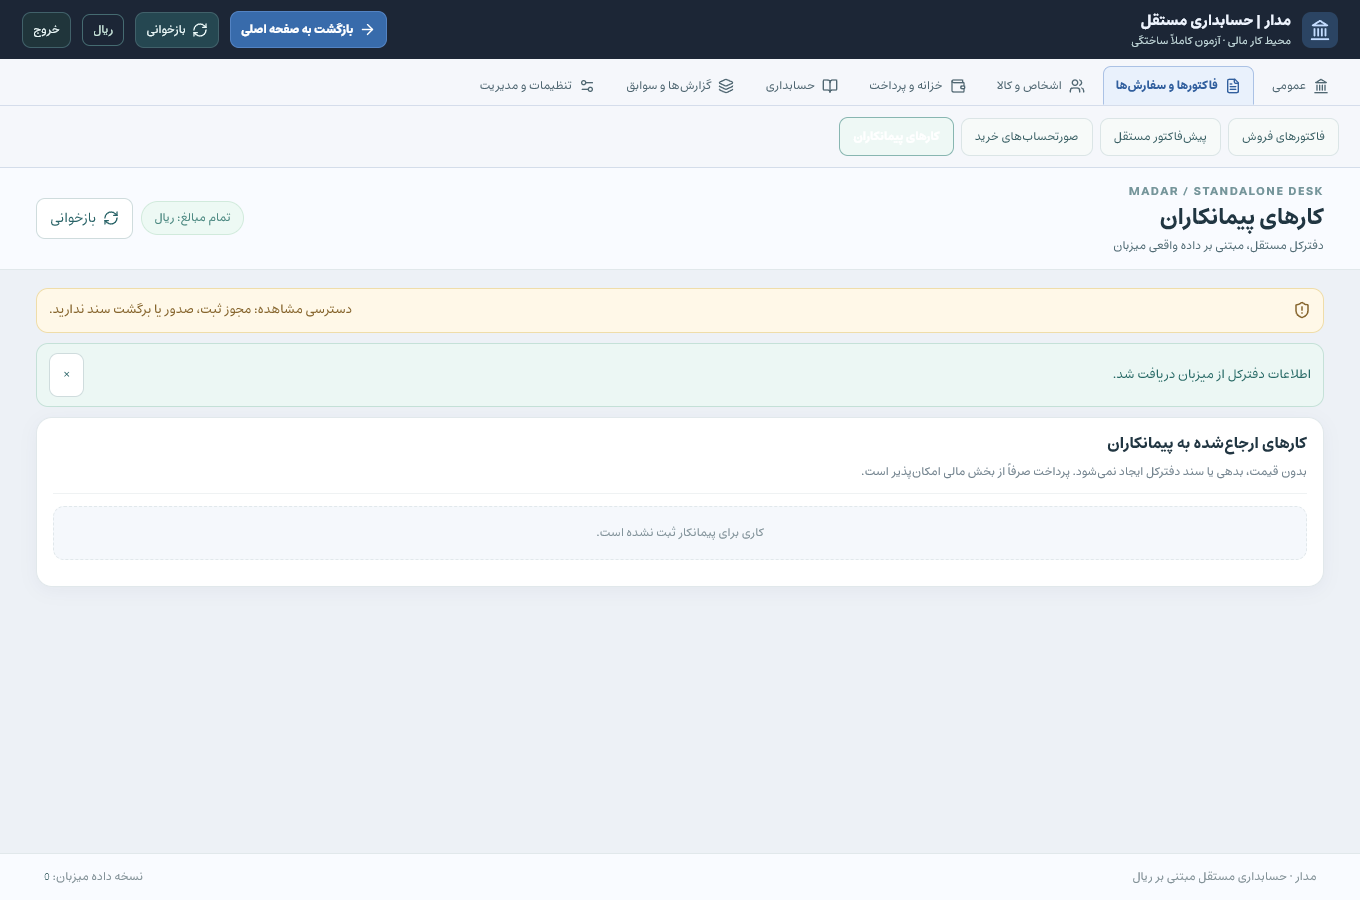 مدار | حسابداری مستقل
محیط کار مالی · آزمون کاملاً ساختگی
بازگشت به صفحه اصلی
بازخوانی
ریال
خروج
عمومی
فاکتورها و سفارش‌ها
اشخاص و کالا
خزانه و پرداخت
حسابداری
گزارش‌ها و سوابق
تنظیمات و مدیریت
فاکتورهای فروش
پیش‌فاکتور مستقل
صورتحساب‌های خرید
کارهای پیمانکاران
MADAR / STANDALONE DESK
کارهای پیمانکاران
دفترکل مستقل، مبتنی بر داده واقعی میزبان
تمام مبالغ: ریال
بازخوانی
دسترسی مشاهده: مجوز ثبت، صدور یا برگشت سند ندارید.
اطلاعات دفترکل از میزبان دریافت شد.
×
کارهای ارجاع‌شده به پیمانکاران
بدون قیمت، بدهی یا سند دفترکل ایجاد نمی‌شود. پرداخت صرفاً از بخش مالی امکان‌پذیر است.
کاری برای پیمانکار ثبت نشده است.
مدار · حسابداری مستقل مبتنی بر ریال
نسخه داده میزبان: 0